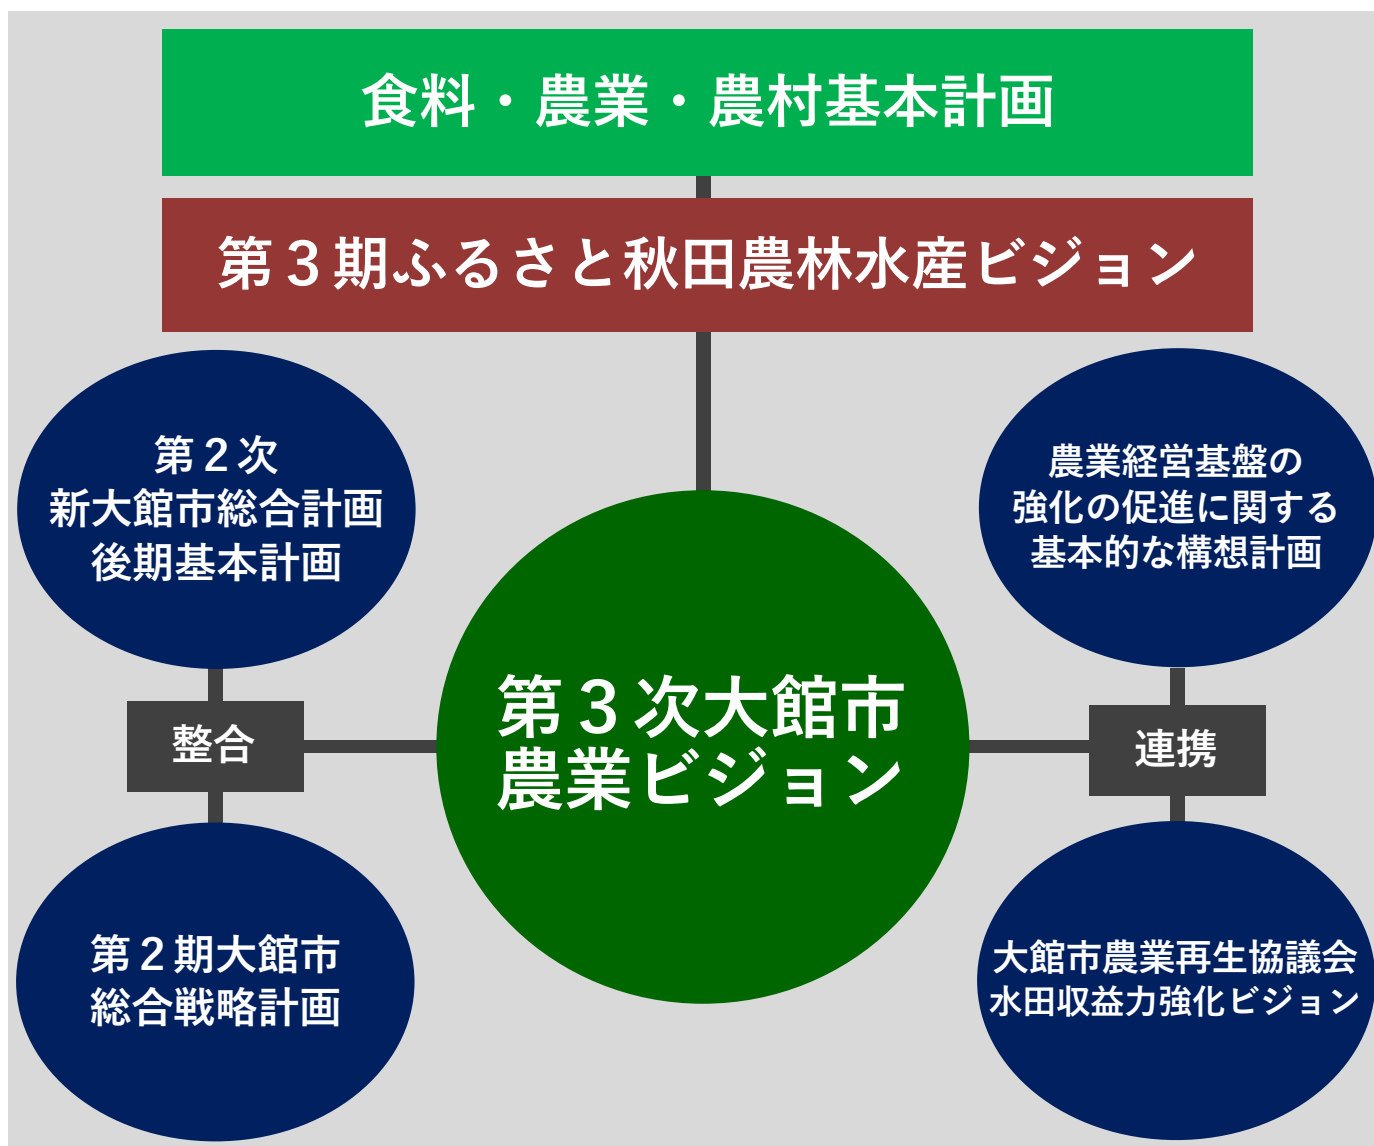 食料・農業・農村基本計画
第３期ふるさと秋田農林水産ビジョン
第２次
新大館市総合計画
後期基本計画
農業経営基盤の
強化の促進に関する
基本的な構想計画
整合
第３次大館市
農業ビジョン
連携
第２期大館市
総合戦略計画
大館市農業再生協議会
水田収益力強化ビジョン